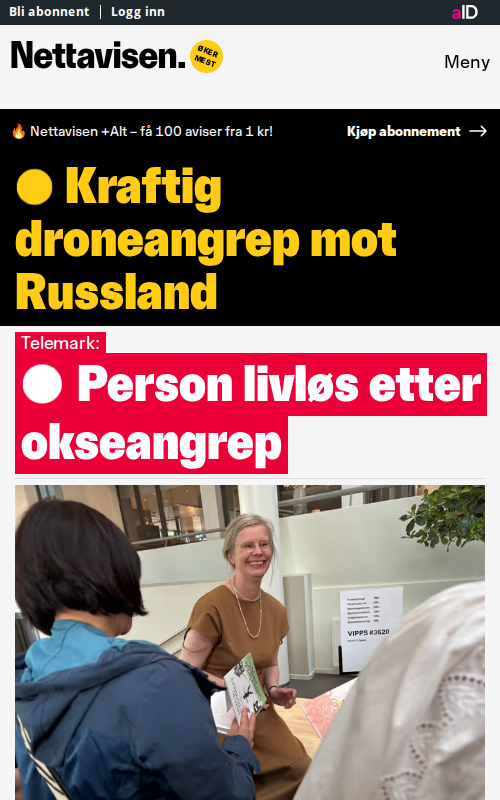 Bli abonnent | Logg inn
aID
Nettavisen.
ØKER
MEST
Meny
🔥 Nettavisen +Alt – få 100 aviser fra 1 kr!
Kjøp abonnement →
Kraftig
droneangrep mot
Russland
Telemark:
Person livløs etter
okseangrep
VIPPS #3620